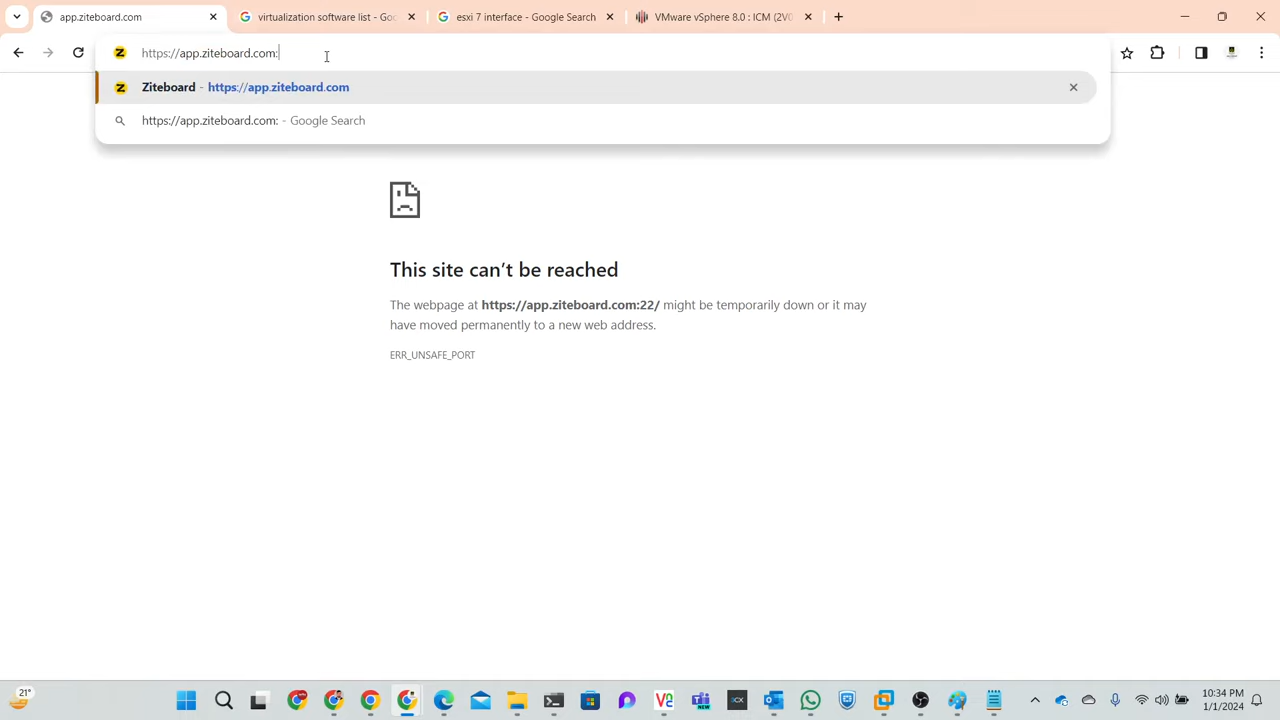 app.ziteboard.com
virtualization software list - Goo
esxi 7 interface - Google Search
VMware vSphere 8.0 : ICM (2V0
https://app.ziteboard.com:
Ziteboard - https://app.ziteboard.com
https://app.ziteboard.com: - Google Search
This site can't be reached
The webpage at https://app.ziteboard.com:22/ might be temporarily down or it may
have moved permanently to a new web address.
ERR_UNSAFE_PORT
21°
NEW
10:34 PM
1/1/2024